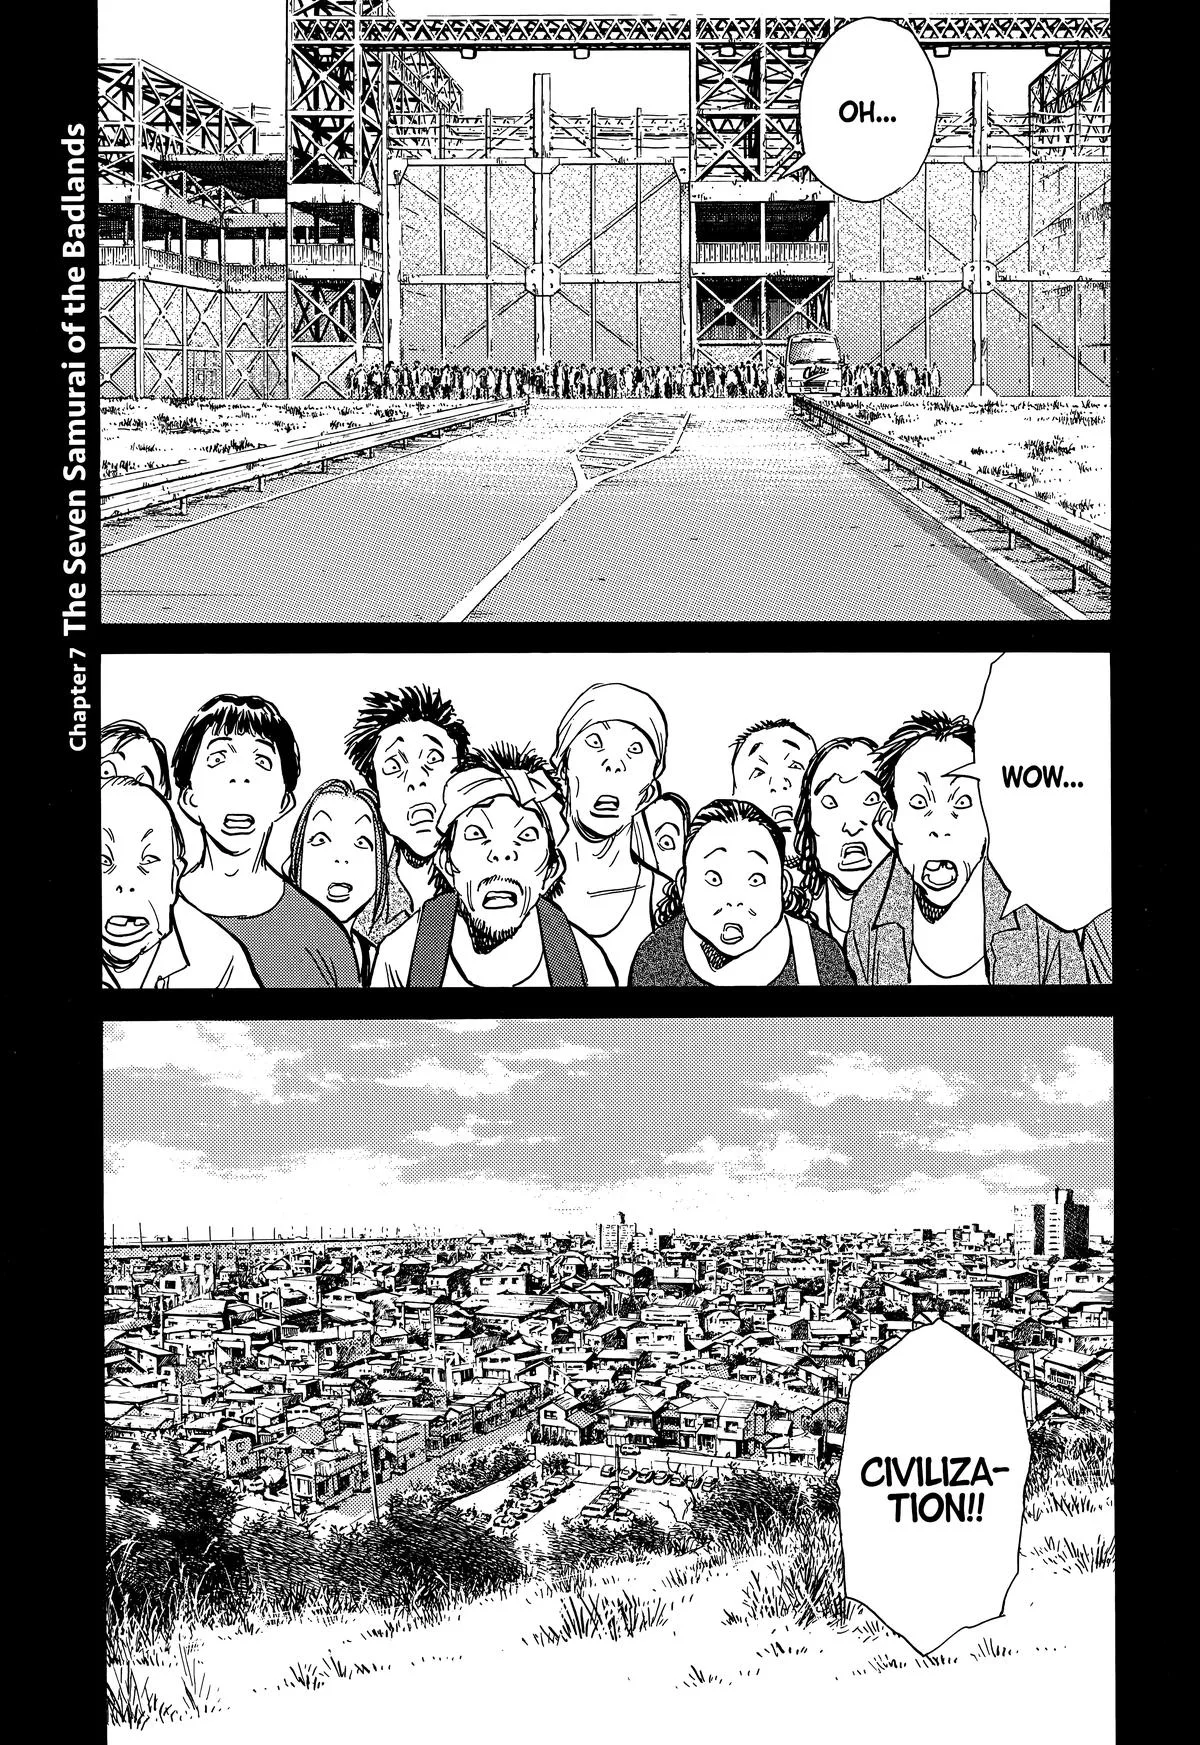 Chapter 7 The Seven Samurai of the Badlands
OH...
WOW...
CIVILIZA-
TION!!